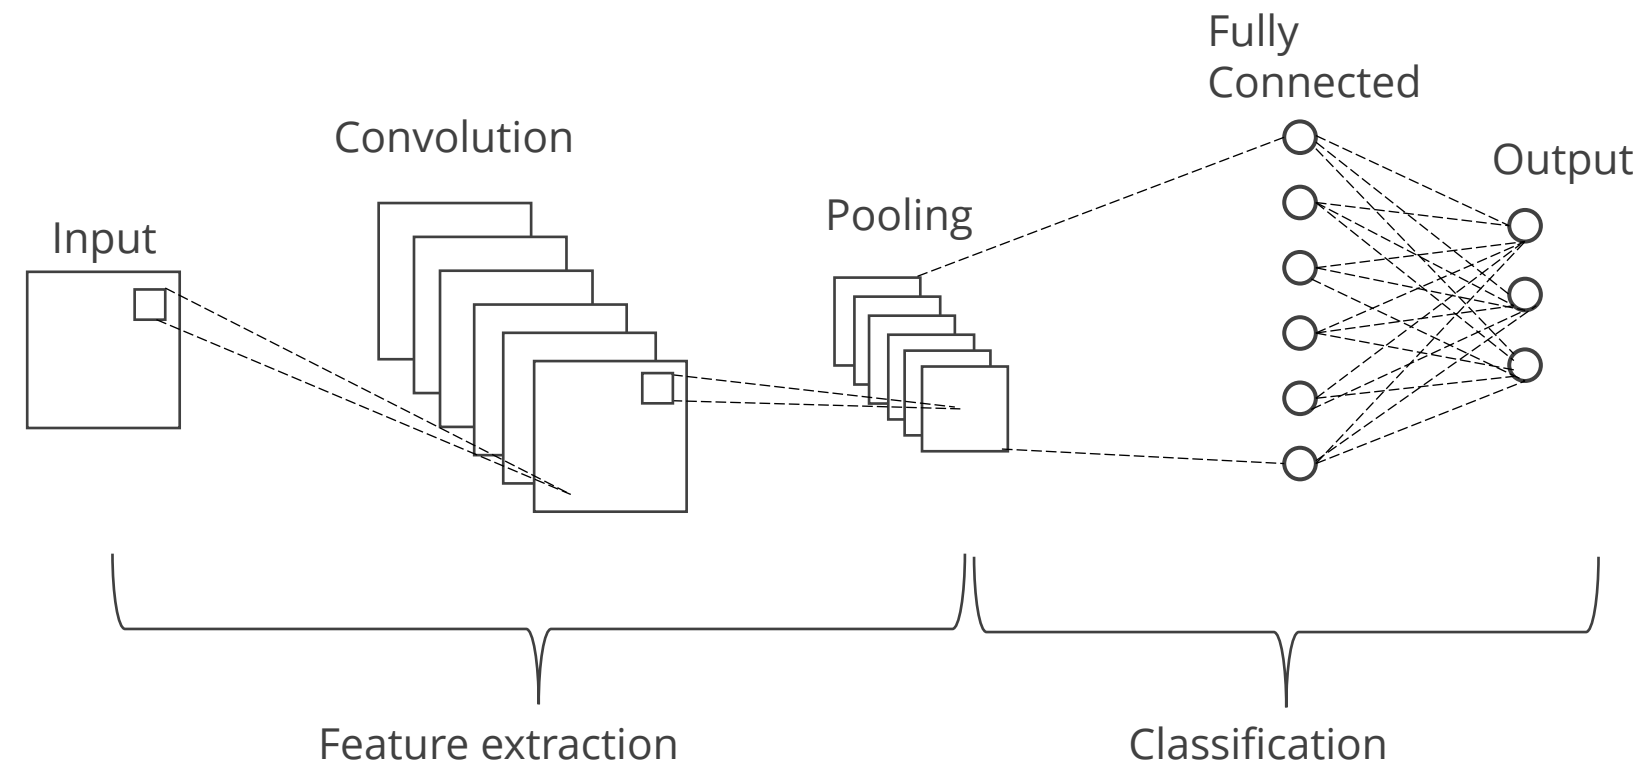 Input
Convolution
Pooling
Fully
Connected
Output
Feature extraction
Classification